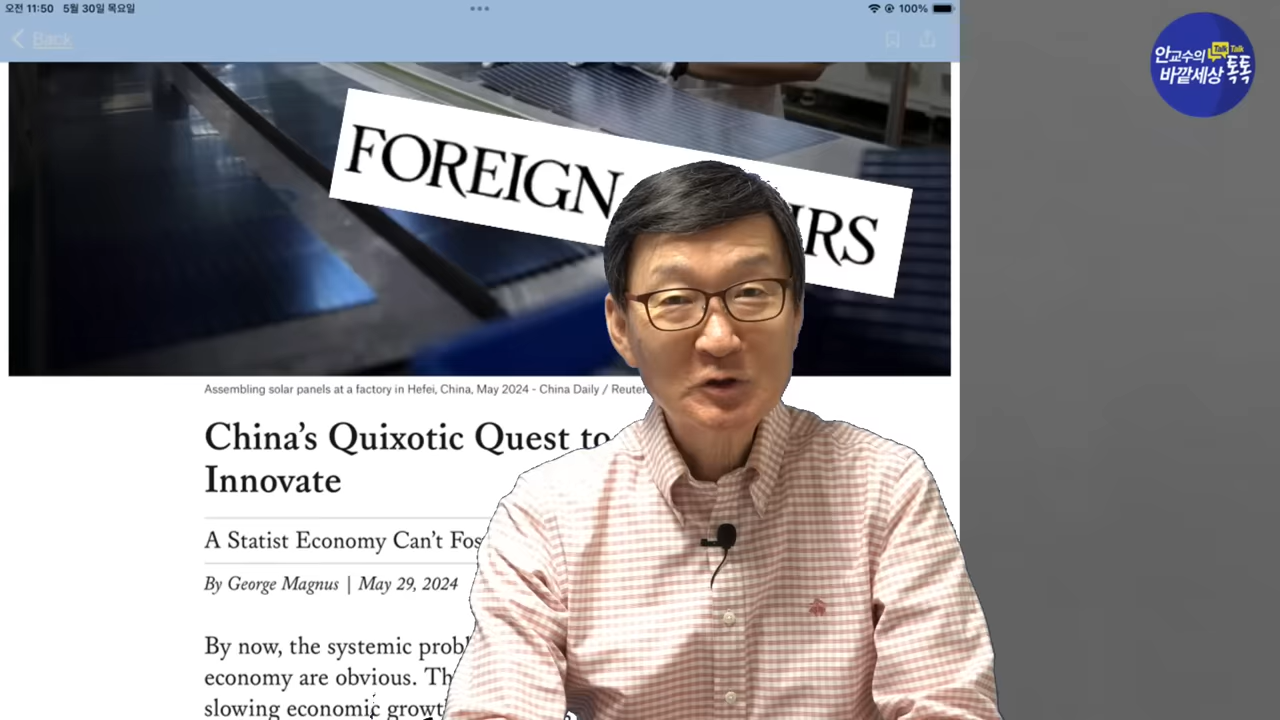 오전 11:50 5월 30일 목요일
100%
Back
안교수의 Talk Talk
바깥세상 톡톡
FOREIGN
IRS
Assembling solar panels at a factory in Hefei, China, May 2024 - China Daily / Reuter
China's Quixotic Quest to
Innovate
A Statist Economy Can't Fos
By George Magnus | May 29, 2024
By now, the systemic probl
economy are obvious. Th
slowing economic growt